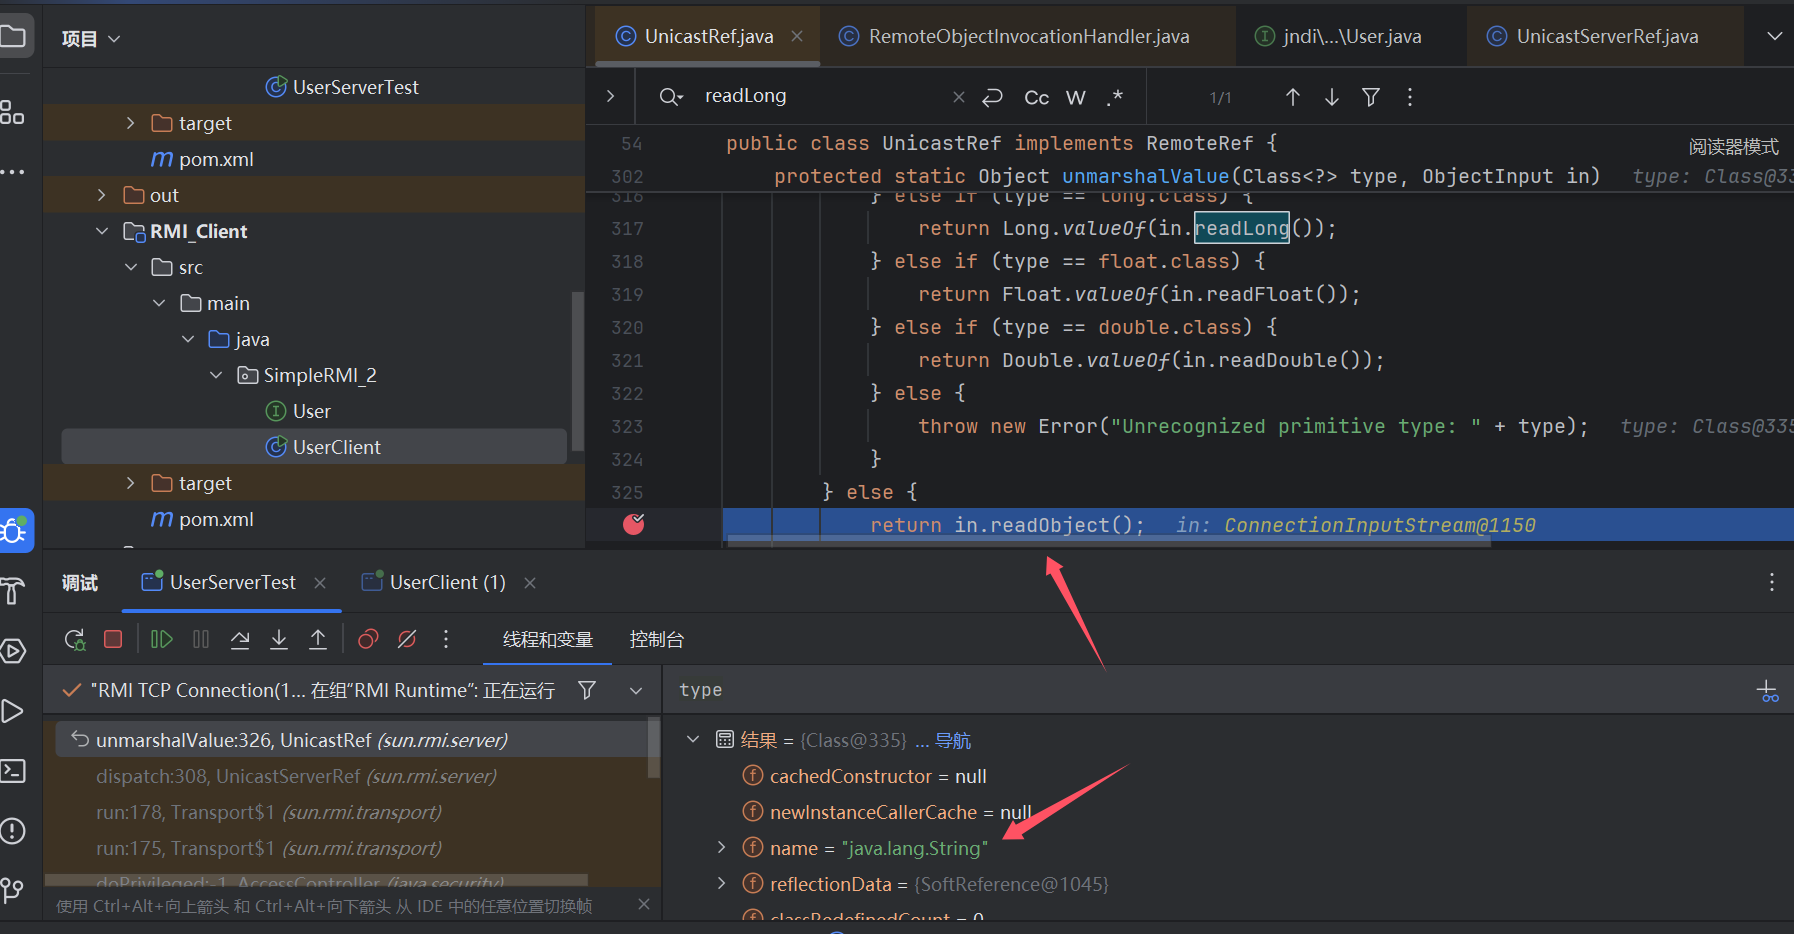 项目
UserServerTest
target
m pom.xml
out
RMI_Client
src
main
java
SimpleRMI_2
User
UserClient
target
m pom.xml
UnicastRef.java
RemoteObjectInvocationHandler.java
jndi\...\User.java
UnicastServerRef.java
readLong
Cc W .*
1/1
阅读器模式
54 public class UnicastRef implements RemoteRef {
302 protected static Object unmarshalValue(Class<?> type, ObjectInput in) type: Class@33
316 } else if (type == long.class) {
317 return Long.valueOf(in.readLong());
318 } else if (type == float.class) {
319 return Float.valueOf(in.readFloat());
320 } else if (type == double.class) {
321 return Double.valueOf(in.readDouble());
322 } else {
323 throw new Error("Unrecognized primitive type: " + type); type: Class@335
324 }
325 } else {
return in.readObject(); in: ConnectionInputStream@1150
调试
UserServerTest
UserClient (1)
线程和变量
控制台
"RMI TCP Connection(1... 在组“RMI Runtime”: 正在运行
unmarshalValue:326, UnicastRef (sun.rmi.server)
dispatch:308, UnicastServerRef (sun.rmi.server)
run:178, Transport$1 (sun.rmi.transport)
run:175, Transport$1 (sun.rmi.transport)
doPrivileged:-1, AccessController (java.security)
使用 Ctrl+Alt+向上箭头 和 Ctrl+Alt+向下箭头 从 IDE 中的任意位置切换帧
type
结果 = {Class@335} ... 导航
cachedConstructor = null
newInstanceCallerCache = null
name = "java.lang.String"
reflectionData = {SoftReference@1045}
classRedefinedCount = 0